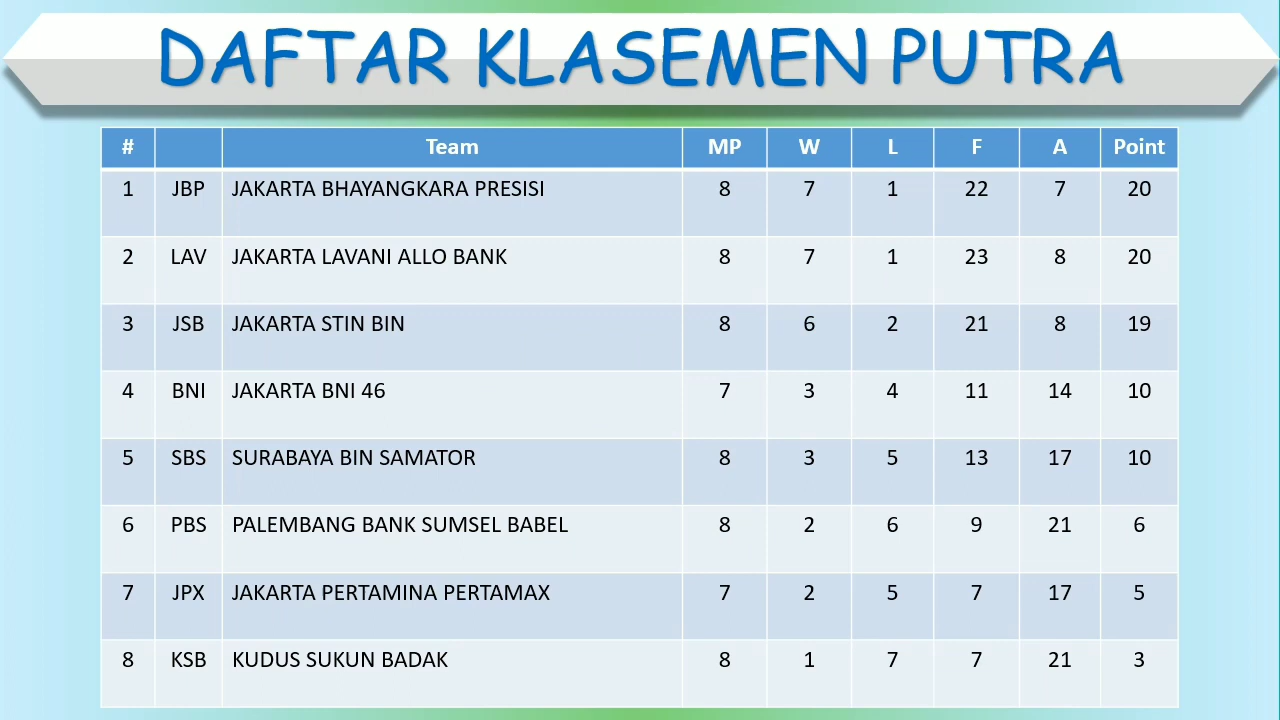 DAFTAR KLASEMEN PUTRA
# Team MP W L F A Point
1 JBP JAKARTA BHAYANGKARA PRESISI 8 7 1 22 7 20
2 LAV JAKARTA LAVANI ALLO BANK 8 7 1 23 8 20
3 JSB JAKARTA STIN BIN 8 6 2 21 8 19
4 BNI JAKARTA BNI 46 7 3 4 11 14 10
5 SBS SURABAYA BIN SAMATOR 8 3 5 13 17 10
6 PBS PALEMBANG BANK SUMSEL BABEL 8 2 6 9 21 6
7 JPX JAKARTA PERTAMINA PERTAMAX 7 2 5 7 17 5
8 KSB KUDUS SUKUN BADAK 8 1 7 7 21 3